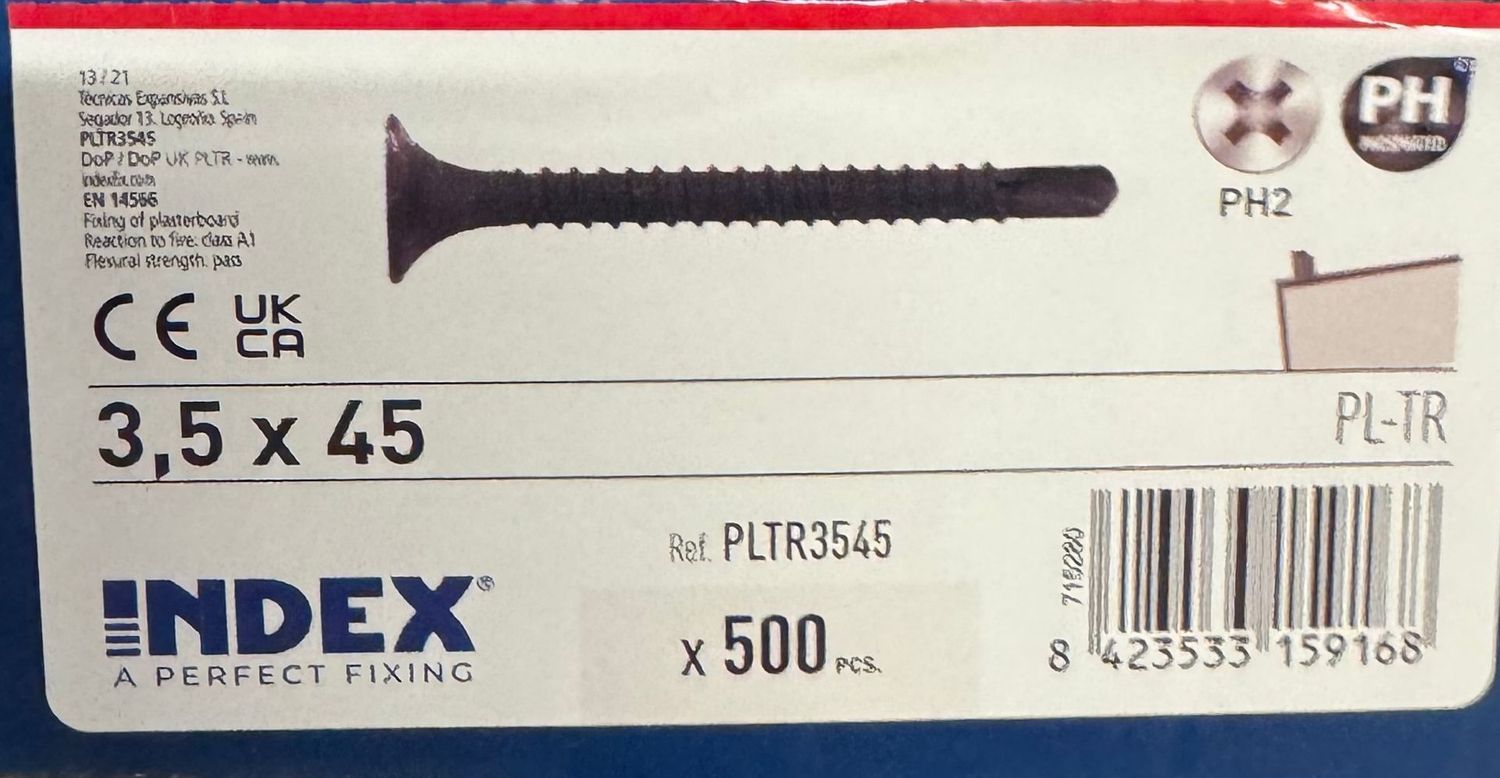 13 / 21
Técnicas Expansivas S.L
Segador 13. Logroño. Spain
PLTR3545
DoP / DoP UK PLTR - www.
indexfix.com
EN 14566
Fixing of plasterboard
Reaction to fire: class A1
Flexural strength: pass
CE
UK
CA
PH
PH2
3,5 x 45
PL-TR
Ref. PLTR3545
x 500 PCS.
INDEX®
A PERFECT FIXING
8 423533 159168